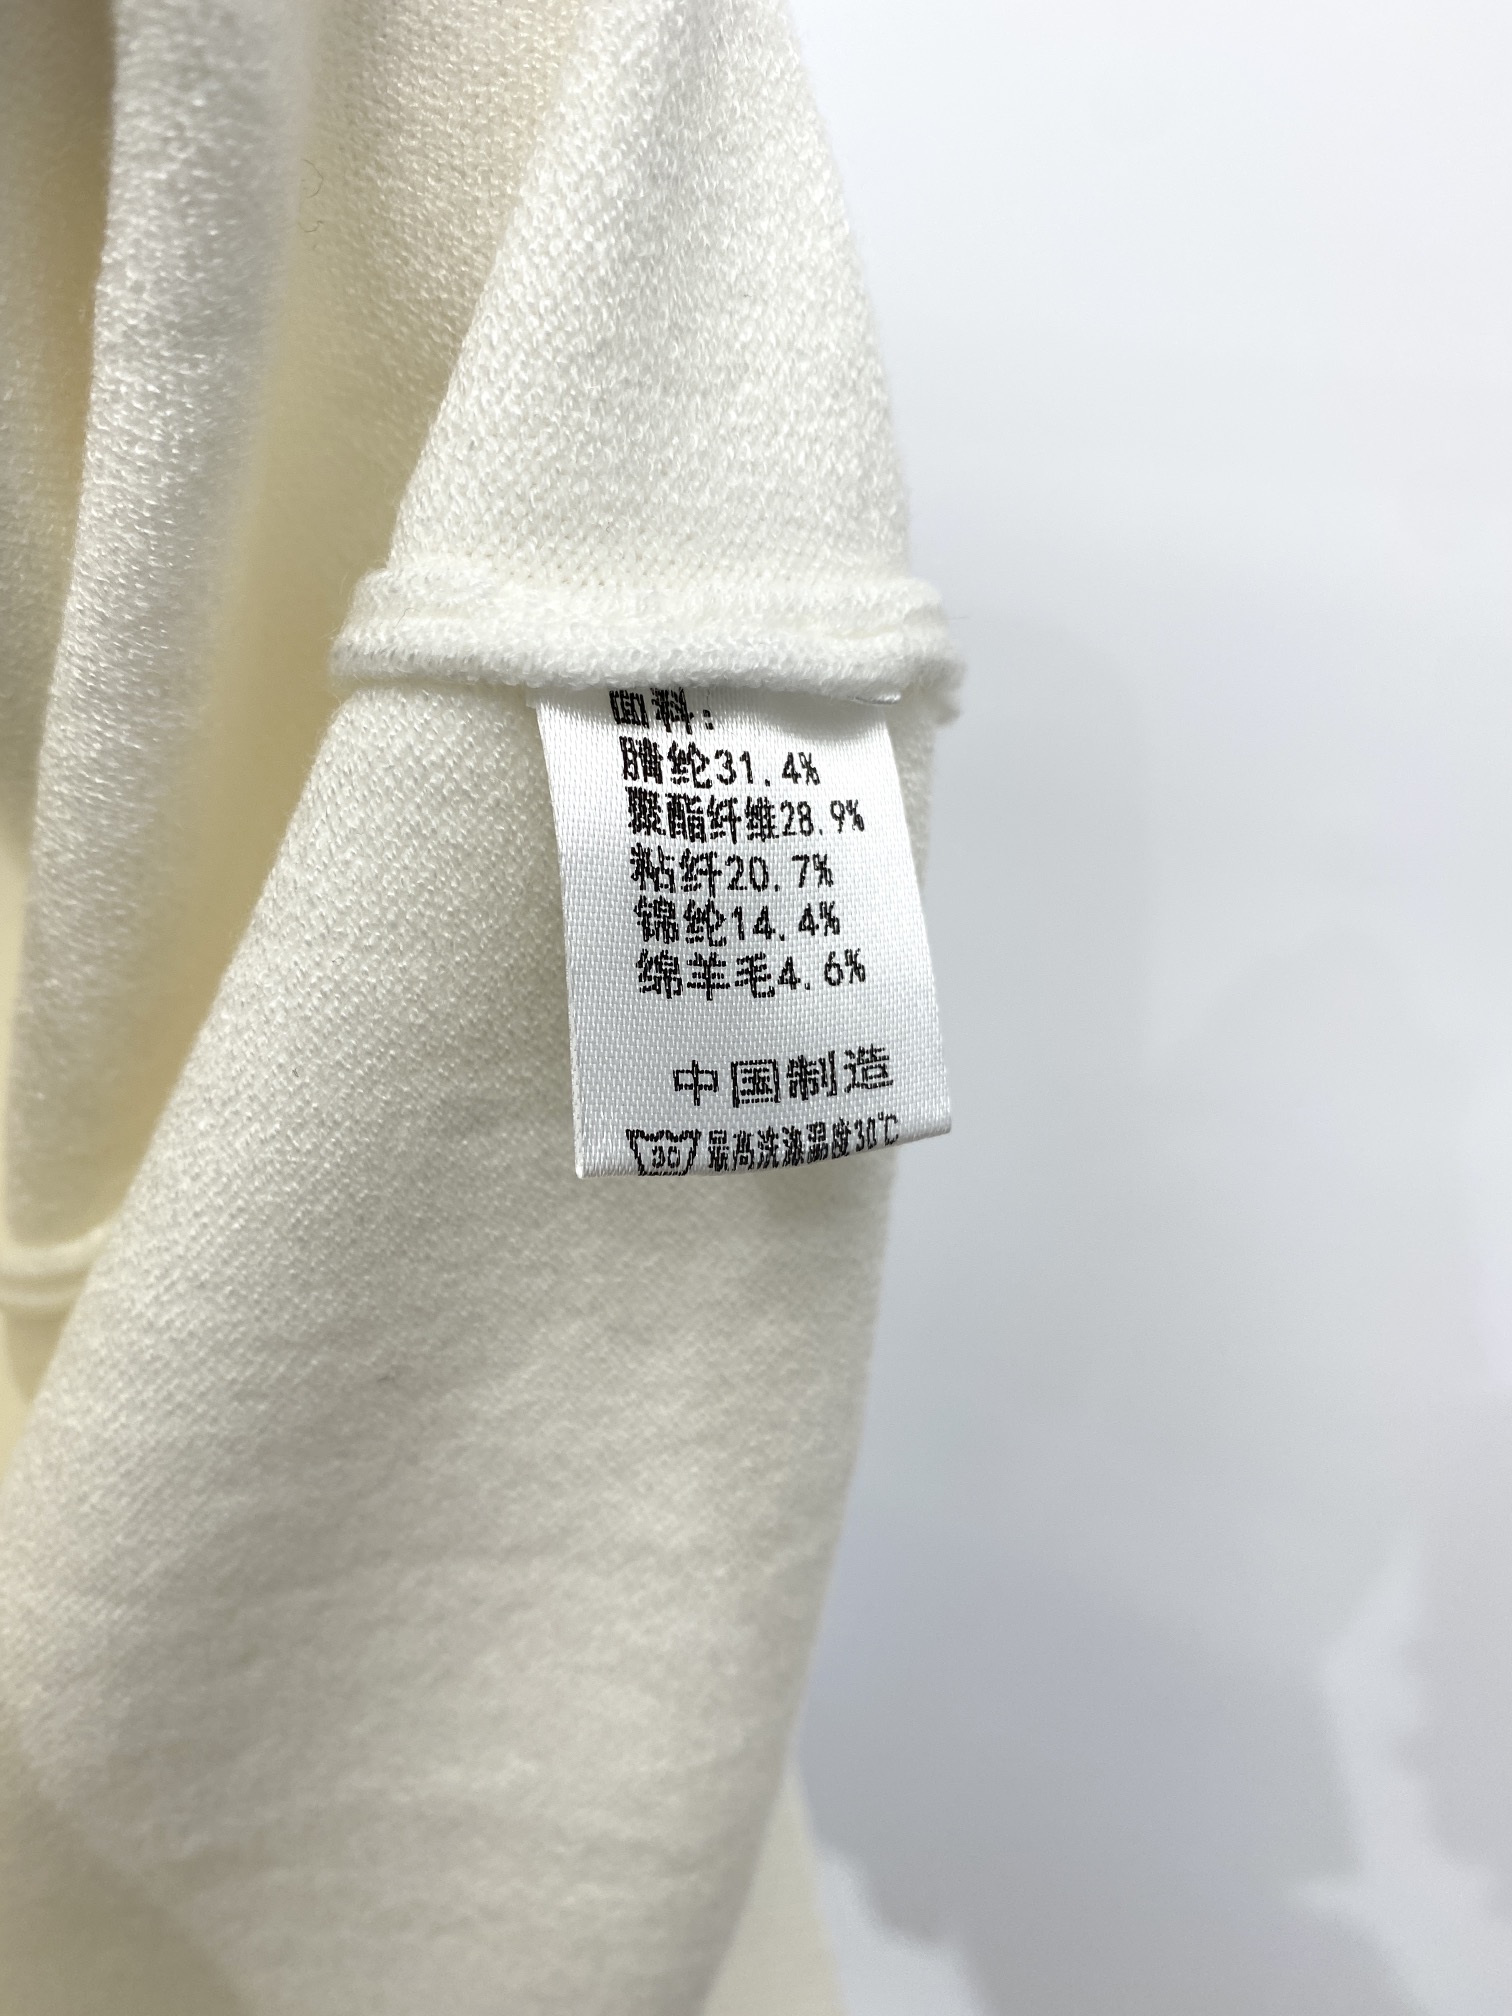 面料:
腈纶31.4%
聚酯纤维28.9%
粘纤20.7%
锦纶14.4%
绵羊毛4.6%
中国制造
30 最高洗涤温度30℃